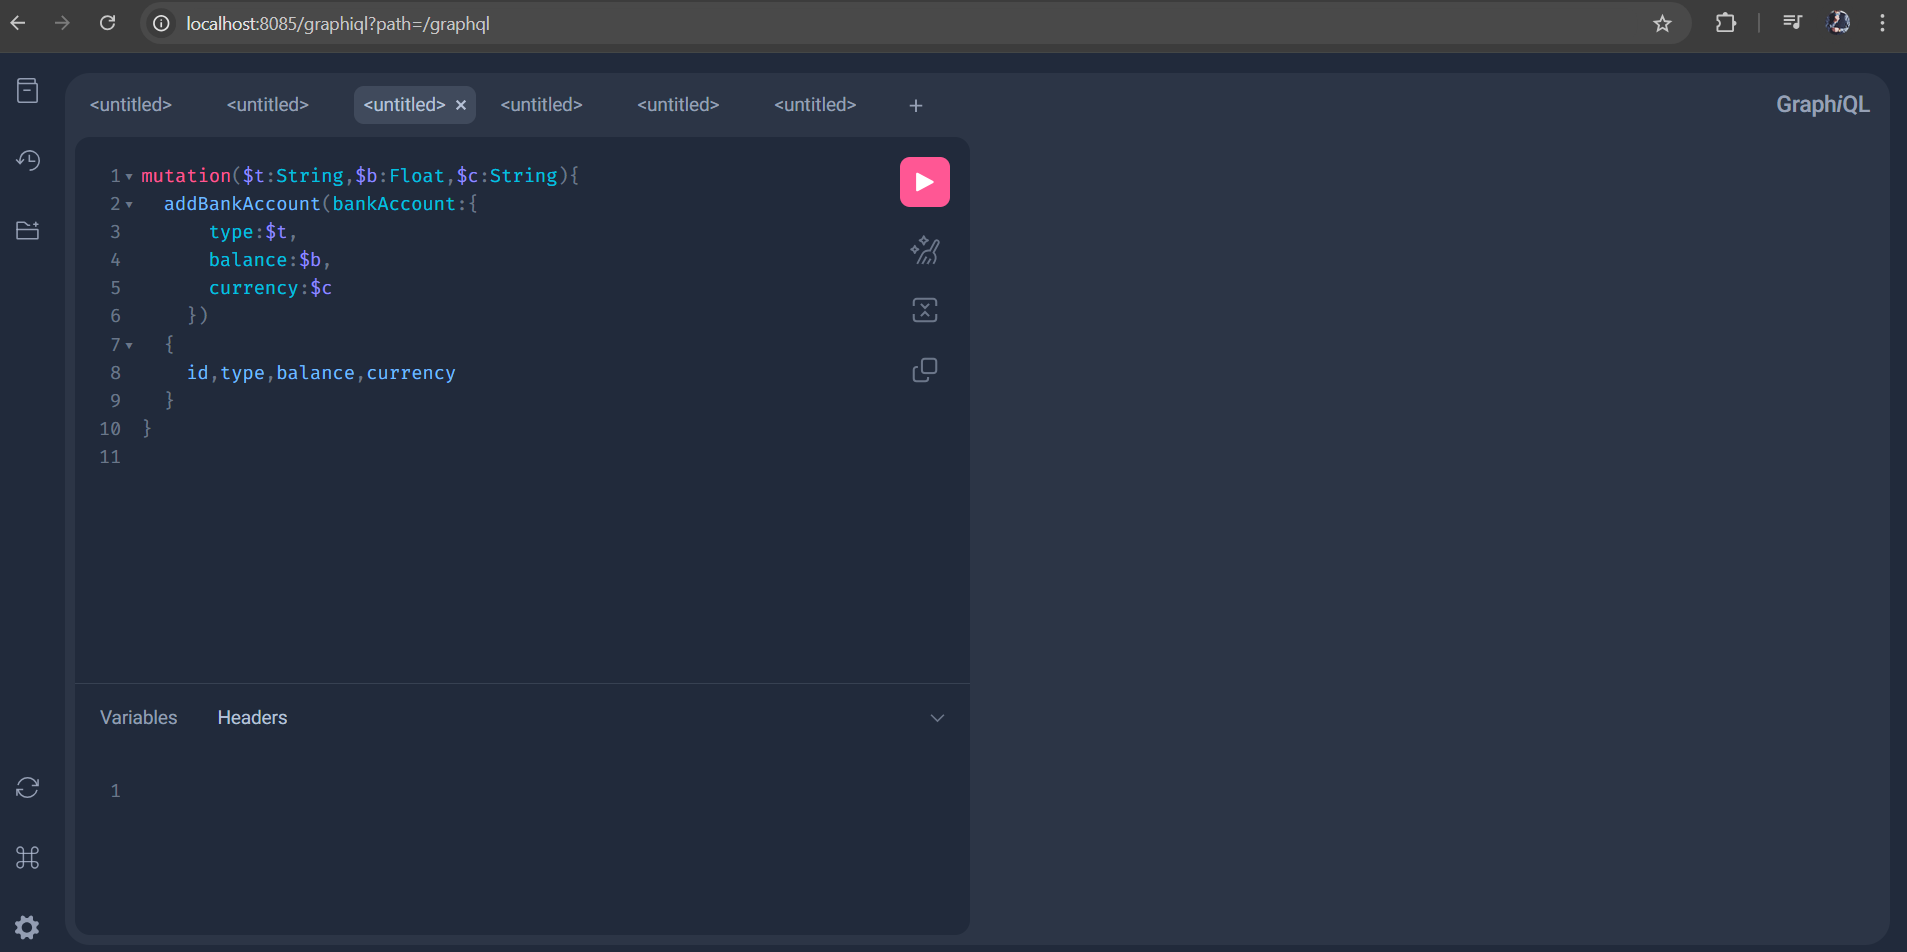 localhost:8085/graphiql?path=/graphql
<untitled> <untitled> <untitled> × <untitled> <untitled> <untitled> +
GraphiQL
1 mutation($t:String,$b:Float,$c:String){
2 addBankAccount(bankAccount:{
3 type:$t,
4 balance:$b,
5 currency:$c
6 })
7 {
8 id,type,balance,currency
9 }
10 }
11
Variables Headers
1